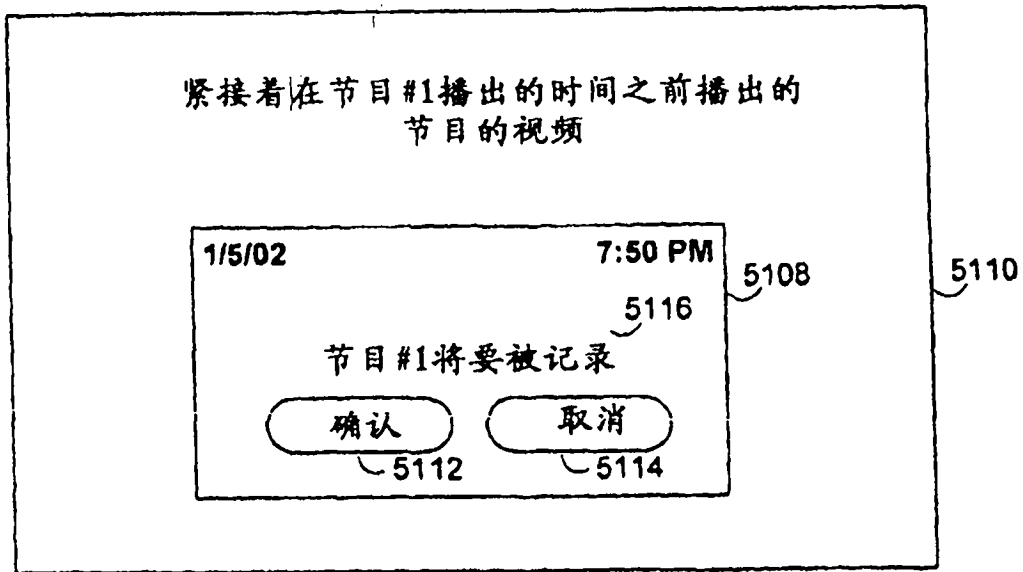 紧接着在节目#1播出的时间之前播出的
节目的视频
1/5/02 7:50 PM
5108
5110
5116
节目#1将要被记录
确认 取消
5112 5114